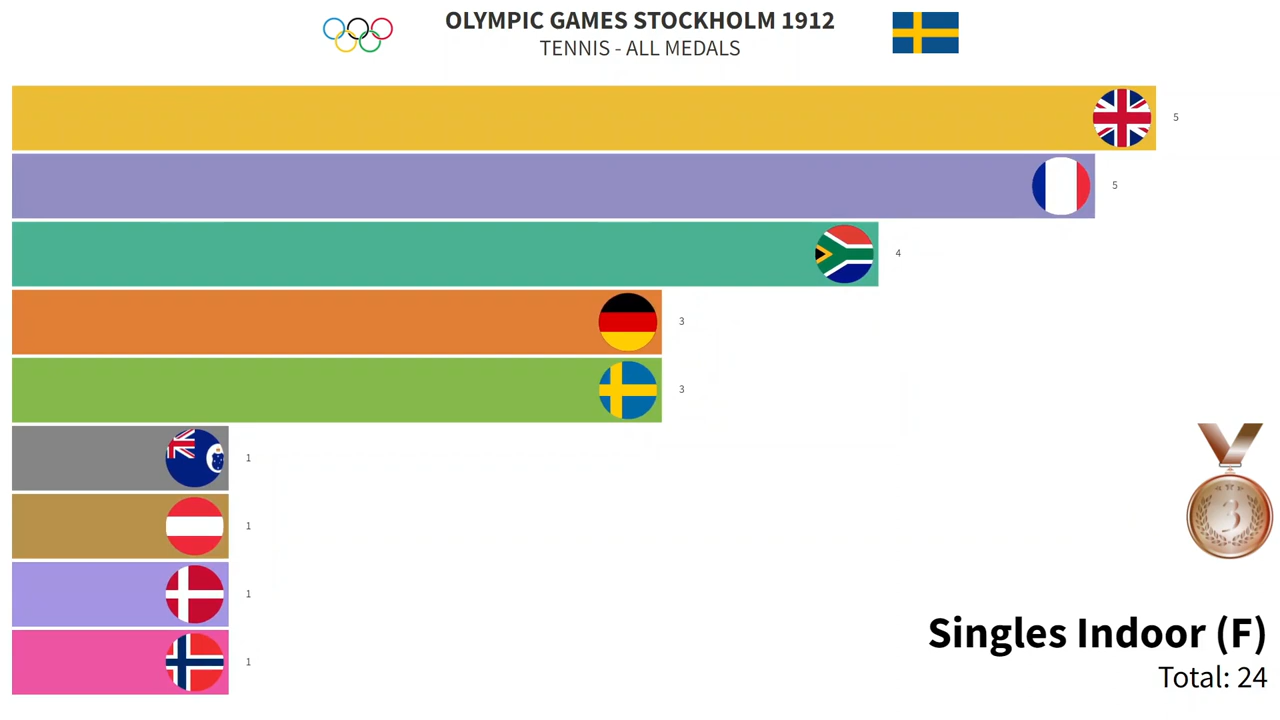 OLYMPIC GAMES STOCKHOLM 1912
TENNIS - ALL MEDALS
5
5
4
3
3
1
1
1
1
3
Singles Indoor (F)
Total: 24